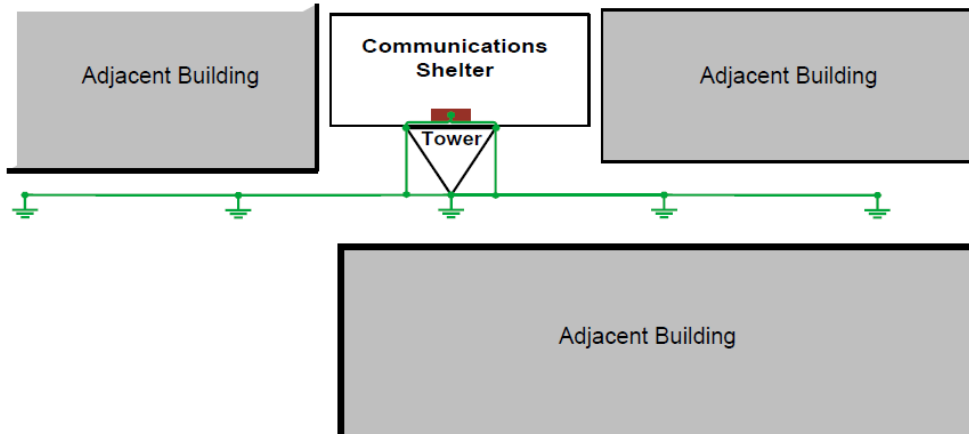 Adjacent Building
Communications
Shelter
Adjacent Building
Tower
Adjacent Building